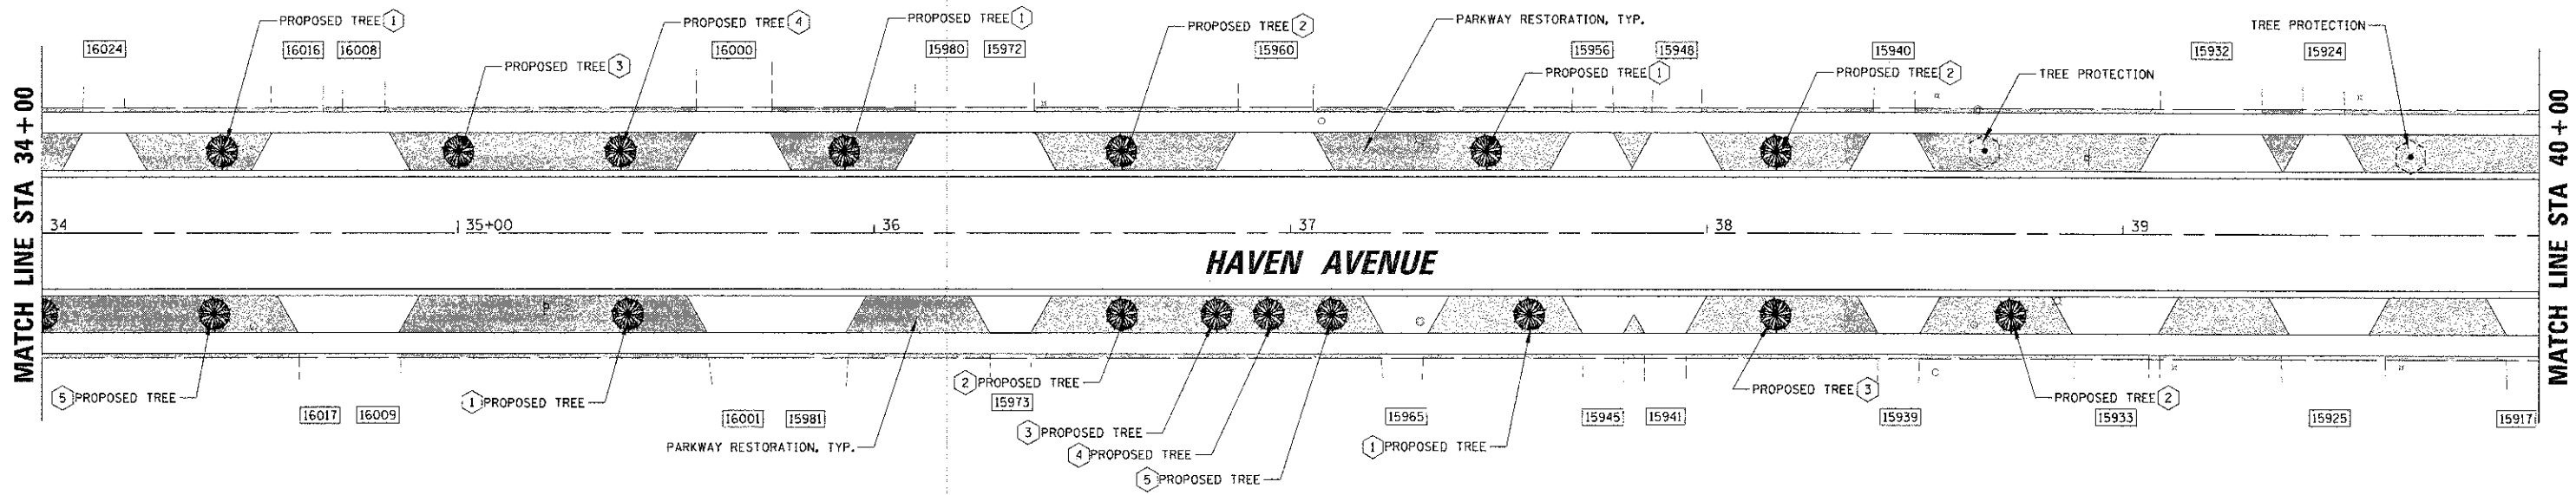 PROPOSED TREE 1
PROPOSED TREE 4
PROPOSED TREE 1
PROPOSED TREE 2
PARKWAY RESTORATION, TYP.
TREE PROTECTION
16024
16016
16008
16000
15980
15972
15960
15956
15948
15940
15932
15924
PROPOSED TREE 3
PROPOSED TREE 1
PROPOSED TREE 2
TREE PROTECTION
MATCH LINE STA 34+00
MATCH LINE STA 40+00
34
35+00
36
37
38
39
HAVEN AVENUE
5 PROPOSED TREE
1 PROPOSED TREE
2 PROPOSED TREE
PROPOSED TREE 3
PROPOSED TREE 2
16017
16009
16001
15981
15973
15965
15945
15941
15939
15933
15925
15917
3 PROPOSED TREE
PARKWAY RESTORATION, TYP.
4 PROPOSED TREE
1 PROPOSED TREE
5 PROPOSED TREE